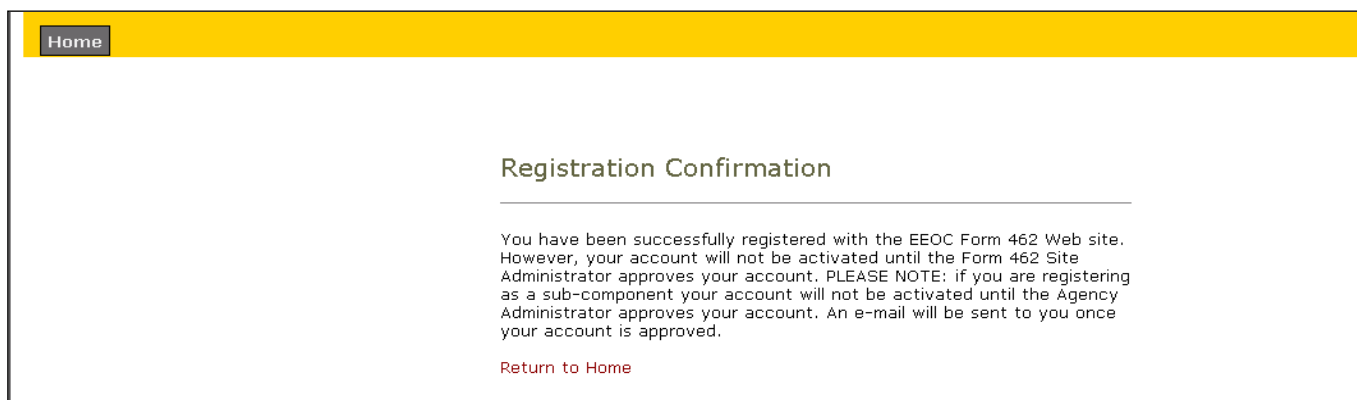 Home
Registration Confirmation
You have been successfully registered with the EEOC Form 462 Web site.
However, your account will not be activated until the Form 462 Site
Administrator approves your account. PLEASE NOTE: if you are registering
as a sub-component your account will not be activated until the Agency
Administrator approves your account. An e-mail will be sent to you once
your account is approved.
Return to Home